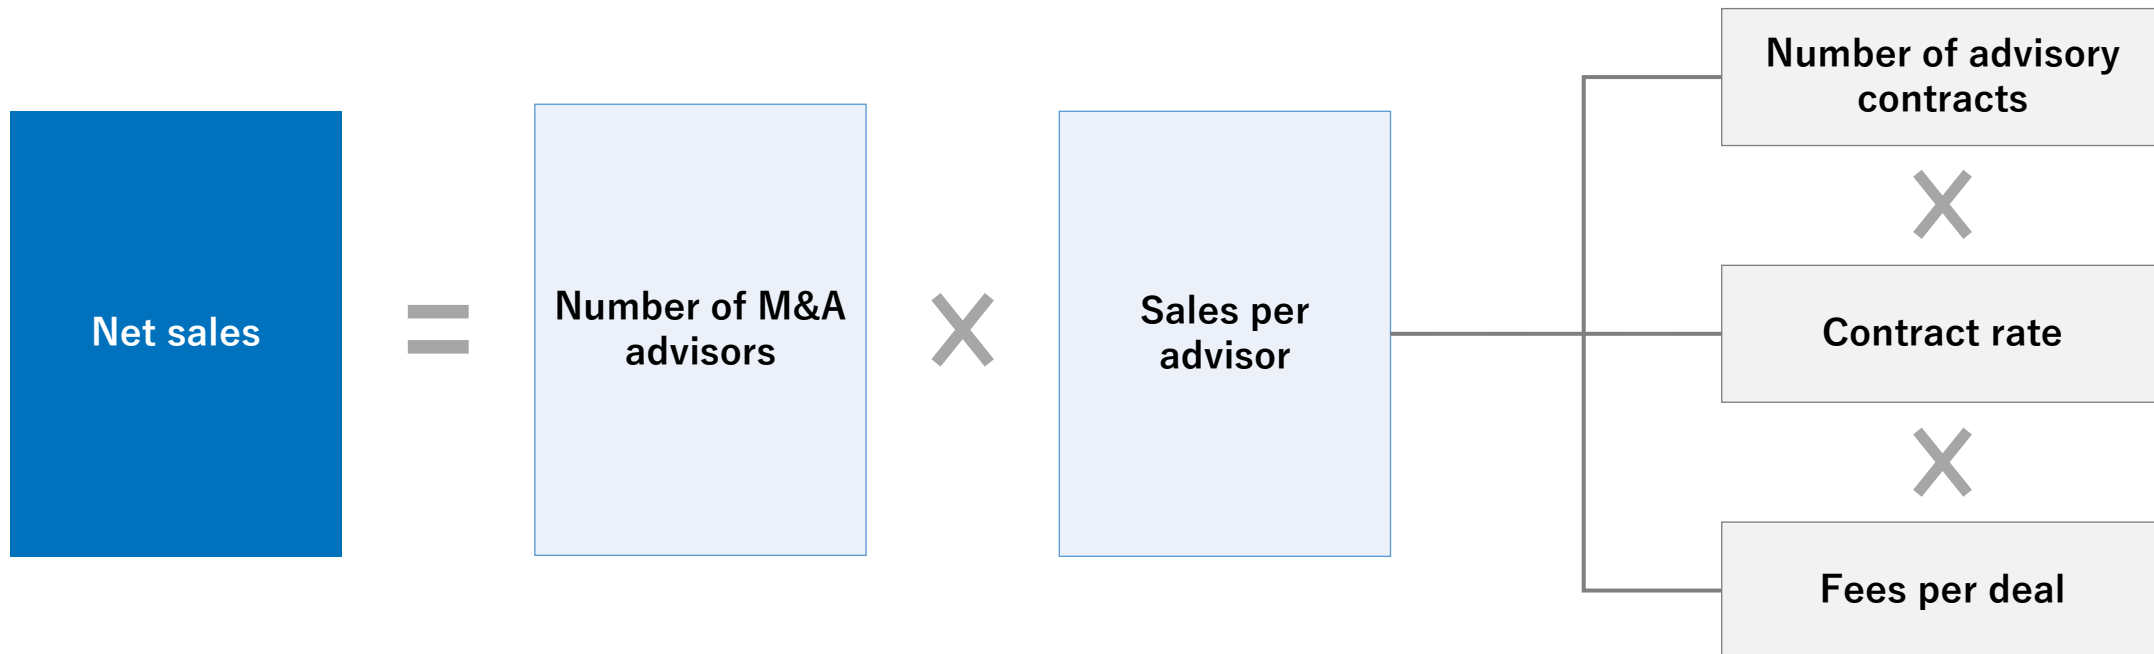 Net sales
=
Number of M&A
advisors
×
Sales per
advisor
Number of advisory
contracts
×
Contract rate
×
Fees per deal